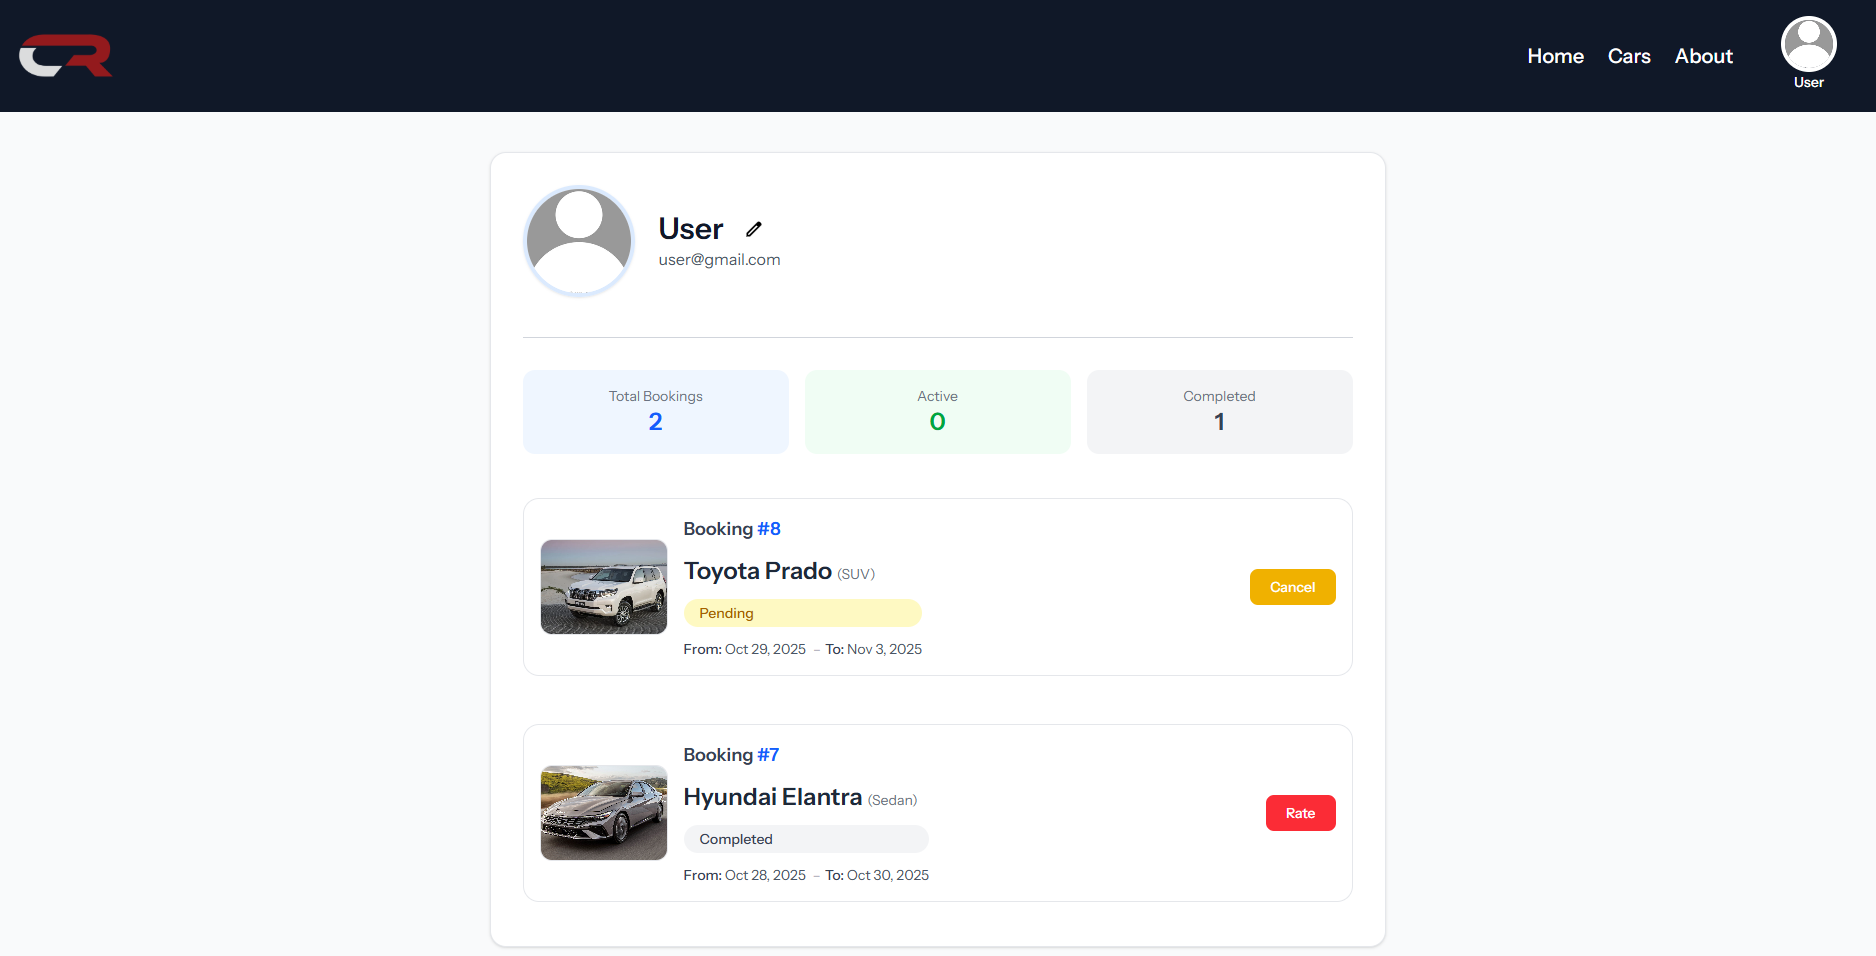 CR
Home Cars About
User
User
user@gmail.com
Total Bookings
2
Active
0
Completed
1
Booking #8
Toyota Prado (SUV)
Pending
From: Oct 29, 2025 – To: Nov 3, 2025
Cancel
Booking #7
Hyundai Elantra (Sedan)
Completed
From: Oct 28, 2025 – To: Oct 30, 2025
Rate